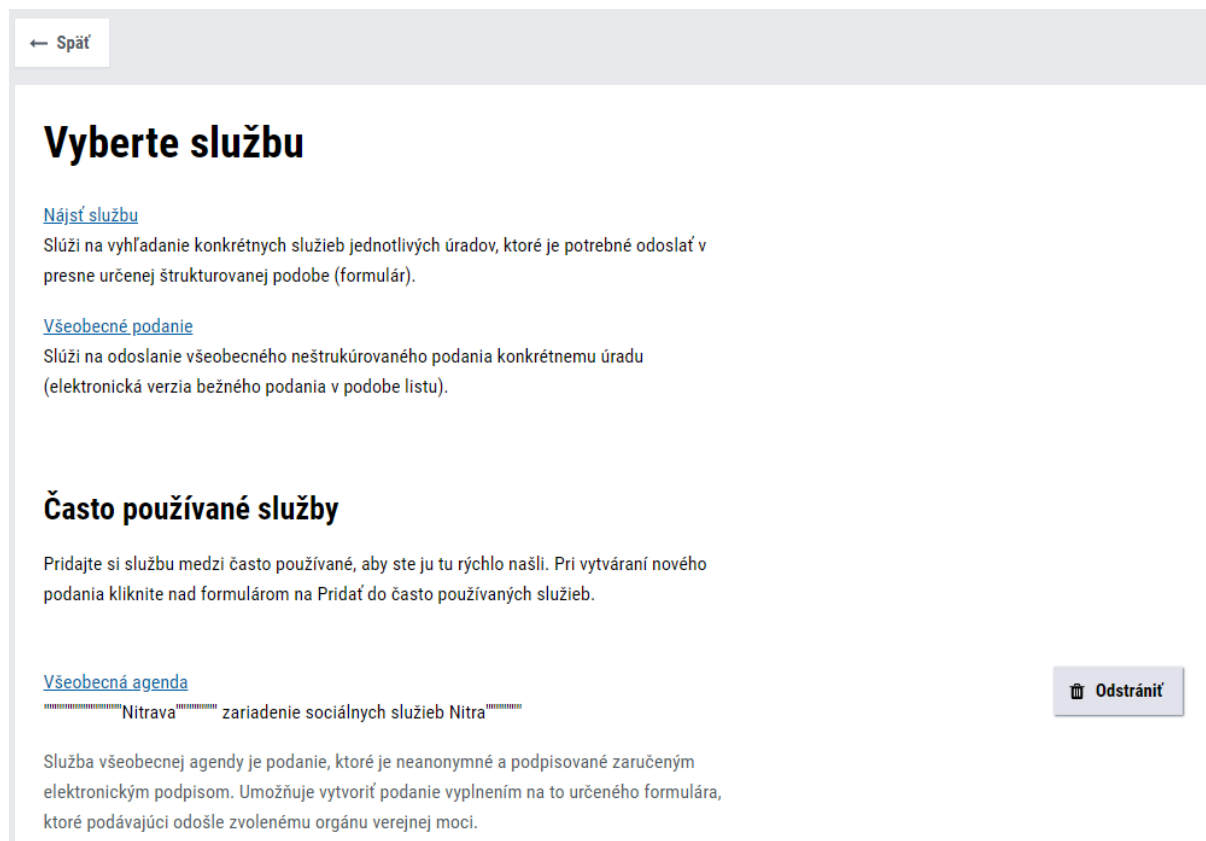 ← Späť
Vyberte službu
Nájsť službu
Slúži na vyhľadanie konkrétnych služieb jednotlivých úradov, ktoré je potrebné odoslať v
presne určenej štrukturovanej podobe (formulár).
Všeobecné podanie
Slúži na odoslanie všeobecného neštrukúrovaného podania konkrétnemu úradu
(elektronická verzia bežného podania v podobe listu).
Často používané služby
Pridajte si službu medzi často používané, aby ste ju tu rýchlo našli. Pri vytváraní nového
podania kliknite nad formulárom na Pridať do často používaných služieb.
Všeobecná agenda
Odstrániť
"""""""""""""""Nitrava"""""""" zariadenie sociálnych služieb Nitra"""""""
Služba všeobecnej agendy je podanie, ktoré je neanonymné a podpisované zaručeným
elektronickým podpisom. Umožňuje vytvoriť podanie vyplnením na to určeného formulára,
ktoré podávajúci odošle zvolenému orgánu verejnej moci.